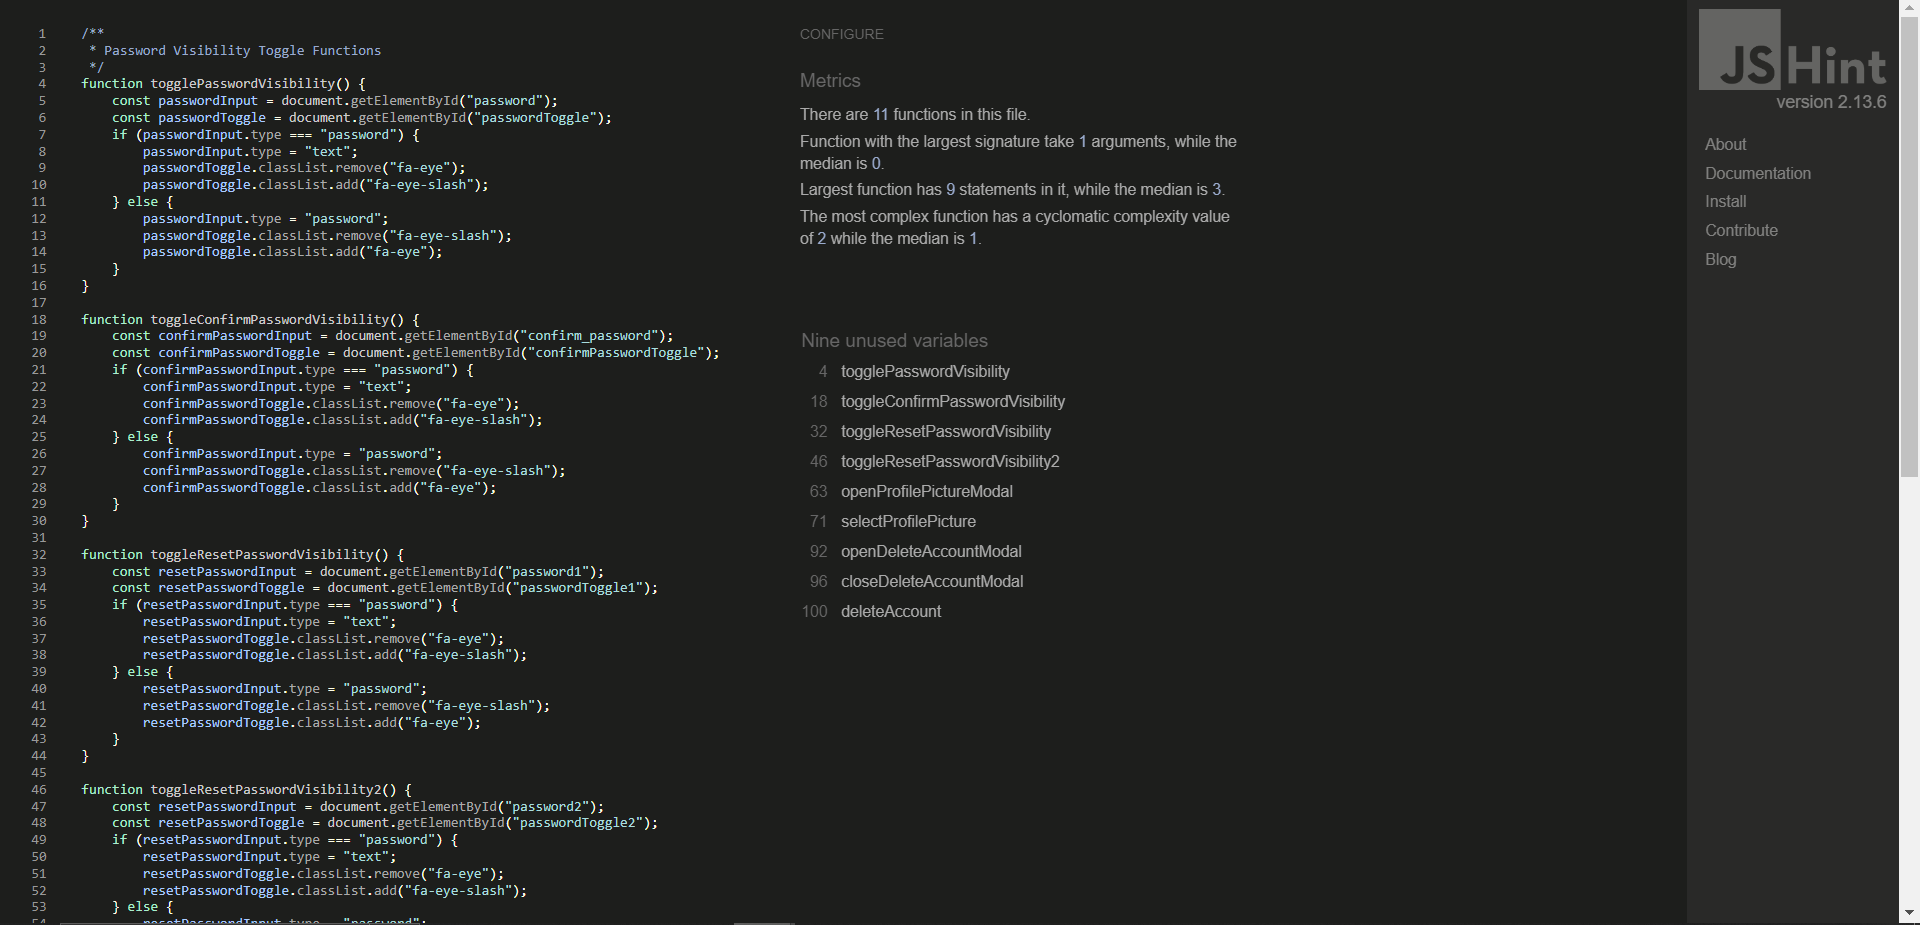 1 /**
2  * Password Visibility Toggle Functions
3  */
4 function togglePasswordVisibility() {
5     const passwordInput = document.getElementById("password");
6     const passwordToggle = document.getElementById("passwordToggle");
7     if (passwordInput.type === "password") {
8         passwordInput.type = "text";
9         passwordToggle.classList.remove("fa-eye");
10         passwordToggle.classList.add("fa-eye-slash");
11     } else {
12         passwordInput.type = "password";
13         passwordToggle.classList.remove("fa-eye-slash");
14         passwordToggle.classList.add("fa-eye");
15     }
16 }
17
18 function toggleConfirmPasswordVisibility() {
19     const confirmPasswordInput = document.getElementById("confirm_password");
20     const confirmPasswordToggle = document.getElementById("confirmPasswordToggle");
21     if (confirmPasswordInput.type === "password") {
22         confirmPasswordInput.type = "text";
23         confirmPasswordToggle.classList.remove("fa-eye");
24         confirmPasswordToggle.classList.add("fa-eye-slash");
25     } else {
26         confirmPasswordInput.type = "password";
27         confirmPasswordToggle.classList.remove("fa-eye-slash");
28         confirmPasswordToggle.classList.add("fa-eye");
29     }
30 }
31
32 function toggleResetPasswordVisibility() {
33     const resetPasswordInput = document.getElementById("password1");
34     const resetPasswordToggle = document.getElementById("passwordToggle1");
35     if (resetPasswordInput.type === "password") {
36         resetPasswordInput.type = "text";
37         resetPasswordToggle.classList.remove("fa-eye");
38         resetPasswordToggle.classList.add("fa-eye-slash");
39     } else {
40         resetPasswordInput.type = "password";
41         resetPasswordToggle.classList.remove("fa-eye-slash");
42         resetPasswordToggle.classList.add("fa-eye");
43     }
44 }
45
46 function toggleResetPasswordVisibility2() {
47     const resetPasswordInput = document.getElementById("password2");
48     const resetPasswordToggle = document.getElementById("passwordToggle2");
49     if (resetPasswordInput.type === "password") {
50         resetPasswordInput.type = "text";
51         resetPasswordToggle.classList.remove("fa-eye");
52         resetPasswordToggle.classList.add("fa-eye-slash");
53     } else {
54         resetPasswordInput.type = "password";
CONFIGURE
Metrics
There are 11 functions in this file.
Function with the largest signature take 1 arguments, while the
median is 0.
Largest function has 9 statements in it, while the median is 3.
The most complex function has a cyclomatic complexity value
of 2 while the median is 1.
Nine unused variables
4 togglePasswordVisibility
18 toggleConfirmPasswordVisibility
32 toggleResetPasswordVisibility
46 toggleResetPasswordVisibility2
63 openProfilePictureModal
71 selectProfilePicture
92 openDeleteAccountModal
96 closeDeleteAccountModal
100 deleteAccount
JSHint
version 2.13.6
About
Documentation
Install
Contribute
Blog